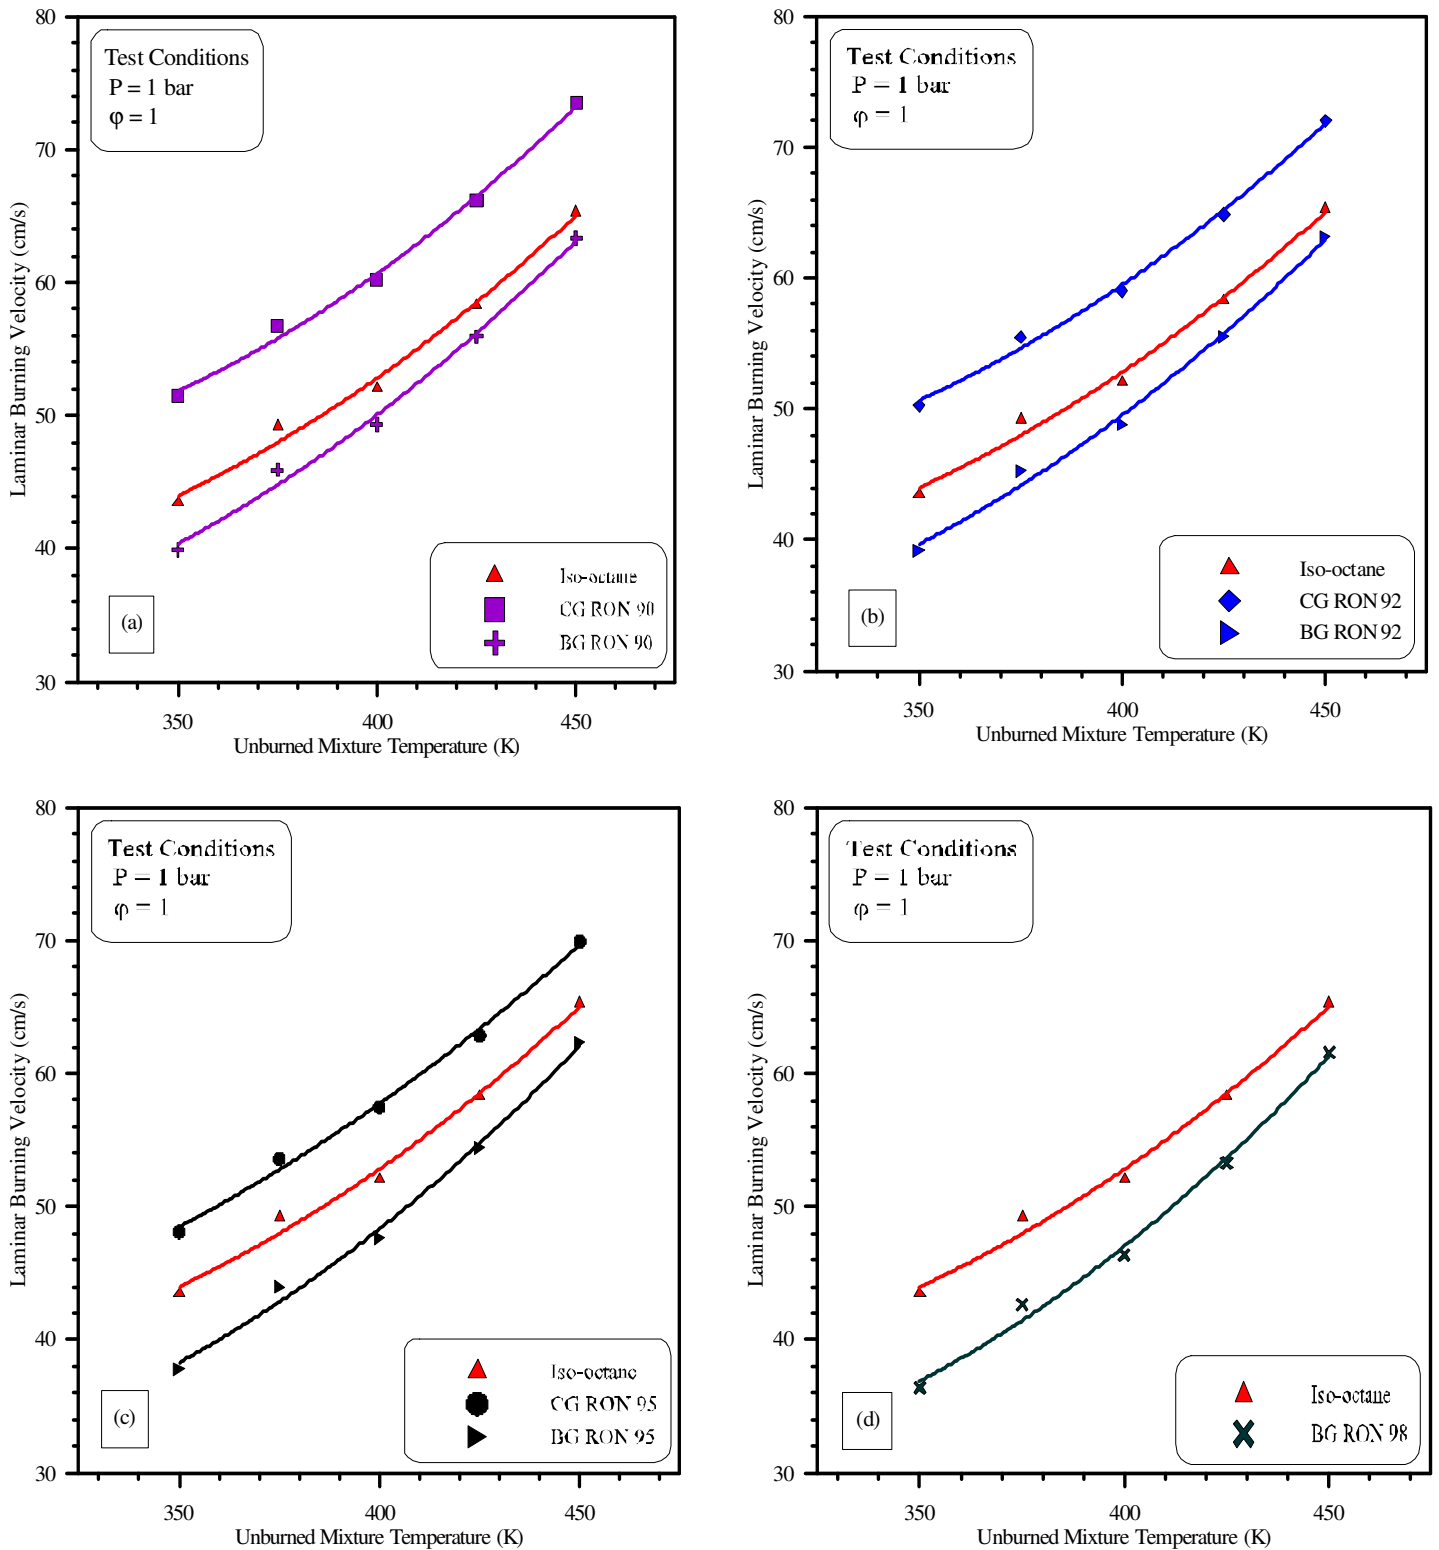 80
70
60
50
40
30
Laminar Burning Velocity (cm/s)
Test Conditions
P = 1 bar
φ = 1
Iso-octane
CG RON 90
BG RON 90
(a)
350
400
450
Unburned Mixture Temperature (K)
80
70
60
50
40
30
Laminar Burning Velocity (cm/s)
Test Conditions
P = 1 bar
φ = 1
Iso-octane
CG RON 92
BG RON 92
(b)
350
400
450
Unburned Mixture Temperature (K)
80
70
60
50
40
30
Laminar Burning Velocity (cm/s)
Test Conditions
P = 1 bar
φ = 1
Iso-octane
CG RON 95
BG RON 95
(c)
350
400
450
Unburned Mixture Temperature (K)
80
70
60
50
40
30
Laminar Burning Velocity (cm/s)
Test Conditions
P = 1 bar
φ = 1
Iso-octane
BG RON 98
(d)
350
400
450
Unburned Mixture Temperature (K)